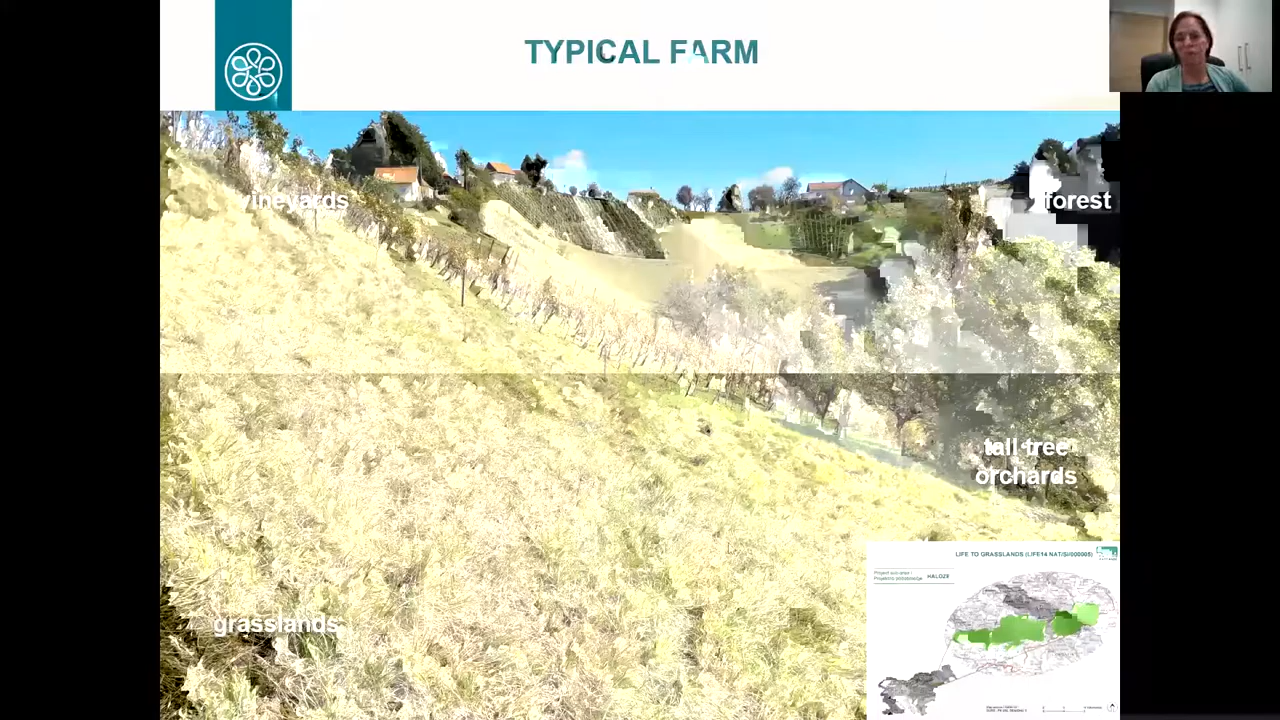 TYPICAL FARM
vineyards
forest
tall tree
orchards
grasslands
LIFE TO GRASSLANDS (LIFE14 NAT/SI/000005)
HALOZE